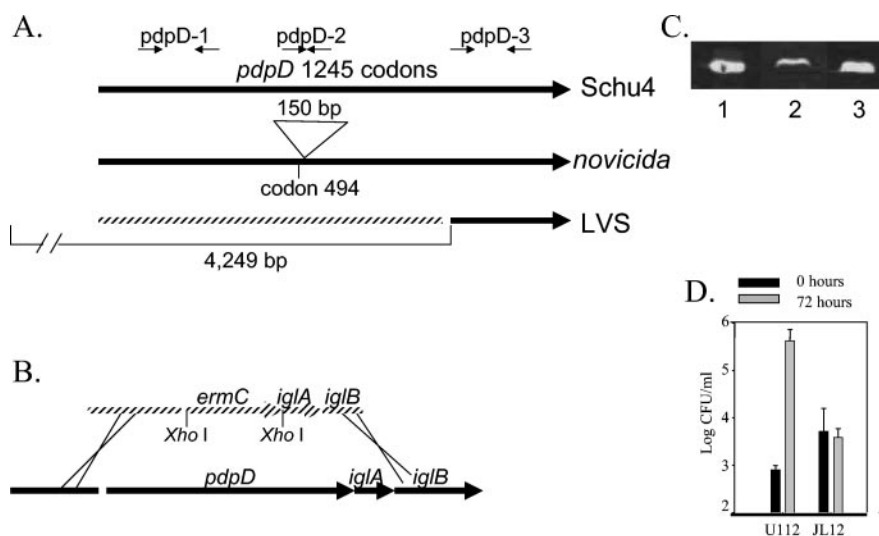 A.
pdpD-1 pdpD-2 pdpD-3
pdpD 1245 codons
Schu4
150 bp
novicida
codon 494
LVS
4,249 bp
B.
ermC iglA iglB
Xho I Xho I
pdpD iglA iglB
C.
1 2 3
D.
0 hours
72 hours
Log CFU/ml
6
5
4
3
2
U112 JL12